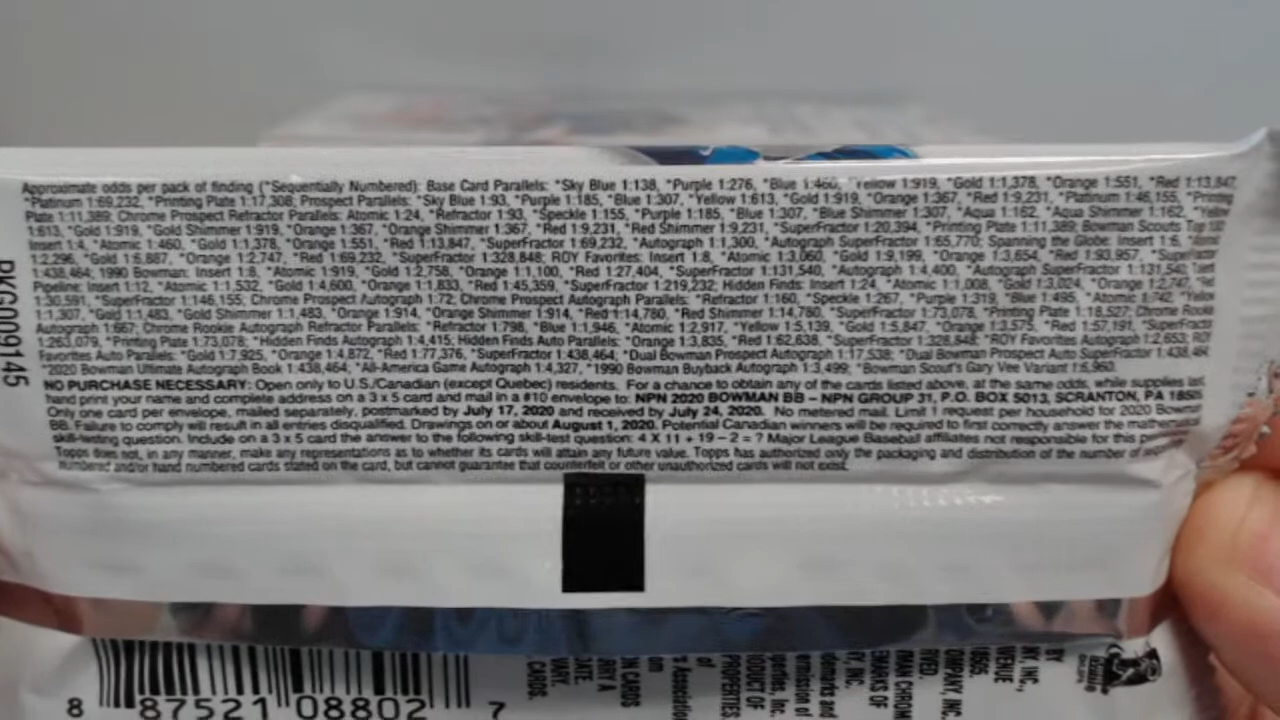 Approximate odds per pack of finding (*Sequentially Numbered): Base Card Parallels: *Sky Blue 1:138, *Purple 1:276, *Blue 1:460, *Yellow 1:919, *Gold 1:1,378, *Orange 1:551, *Red 1:13,847,
*Platinum 1:69,232, *Printing Plate 1:17,308; Prospect Parallels: *Sky Blue 1:93, *Purple 1:185, *Blue 1:307, *Yellow 1:613, *Gold 1:919, *Orange 1:367, *Red 1:9,231, *Platinum 1:46,155, *Printing
Plate 1:11,389; Chrome Prospect Refractor Parallels: Atomic 1:24, *Refractor 1:93, *Speckle 1:155, *Purple 1:185, *Blue 1:307, *Blue Shimmer 1:307, *Aqua 1:162, *Aqua Shimmer 1:162,
1:613, *Gold 1:919, *Gold Shimmer 1:919, *Orange 1:367, *Orange Shimmer 1:367, *Red 1:9,231, *Red Shimmer 1:9,231, *SuperFractor 1:20,394, *Printing Plate 1:11,389; Bowman Scouts Top
Insert 1:4, *Atomic 1:460, *Gold 1:1,378, *Orange 1:551, *Red 1:13,847, *SuperFractor 1:69,232, *Autograph 1:1,300, *Autograph SuperFractor 1:65,770; Spanning the Globe: Insert 1:6,
1:2,296, *Gold 1:6,887, *Orange 1:2,747, *Red 1:69,232, *SuperFractor 1:328,848; ROY Favorites: Insert 1:8, *Atomic 1:3,060, *Gold 1:9,199, *Orange 1:3,654, *Red 1:93,957,
1:438,464; 1990 Bowman: Insert 1:8, *Atomic 1:919, *Gold 1:2,758, *Orange 1:1,100, *Red 1:27,404, *SuperFractor 1:131,540, *Autograph 1:4,400, *Autograph SuperFractor 1:131,540;
Pipeline: Insert 1:12, *Atomic 1:1,532, *Gold 1:4,600, *Orange 1:1,833, *Red 1:45,359, *SuperFractor 1:219,232; Hidden Finds: Insert 1:24, *Atomic 1:1,008, *Gold 1:3,024, *Orange 1:2,747,
1:30,591, *SuperFractor 1:146,155; Chrome Prospect Autograph 1:72; Chrome Prospect Autograph Parallels: *Refractor 1:160, *Speckle 1:267, *Purple 1:319, *Blue 1:495, *Atomic 1:742,
1:1,307, *Gold 1:1,483, *Gold Shimmer 1:1,483, *Orange 1:914, *Orange Shimmer 1:914, *Red 1:14,780, *Red Shimmer 1:14,780, *SuperFractor 1:73,078, *Printing Plate 1:18,527; Chrome
Autograph 1:667; Chrome Rookie Autograph Refractor Parallels: *Refractor 1:798, *Blue 1:1,946, *Atomic 1:2,917, *Yellow 1:5,139, *Gold 1:5,847, *Orange 1:3,575, *Red 1:57,191,
1:263,079, *Printing Plate 1:73,078; *Hidden Finds Autograph 1:4,415; Hidden Finds Auto Parallels: *Orange 1:3,835, *Red 1:62,638, *SuperFractor 1:328,848; *ROY Favorites Autograph 1:2,653; ROY
Favorites Auto Parallels: *Gold 1:7,925, *Orange 1:4,872, *Red 1:77,376, *SuperFractor 1:438,464; *Dual Bowman Prospect Autograph 1:17,538; *Dual Bowman Prospect Auto SuperFractor 1:438,464;
*2020 Bowman Ultimate Autograph Book 1:438,464; *All-America Game Autograph 1:4,327, *1990 Bowman Buyback Autograph 1:3,499; *Bowman Scout's Gary Vee Variant 1:6,960.
NO PURCHASE NECESSARY: Open only to U.S./Canadian (except Quebec) residents. For a chance to obtain any of the cards listed above, at the same odds, while supplies
hand print your name and complete address on a 3 x 5 card and mail in a #10 envelope to: NPN 2020 BOWMAN BB – NPN GROUP 31, P.O. BOX 5013, SCRANTON, PA 18505
Only one card per envelope, mailed separately, postmarked by July 17, 2020 and received by July 24, 2020. No metered mail. Limit 1 request per household for 2020 Bowman
BB. Failure to comply will result in all entries disqualified. Drawings on or about August 1, 2020. Potential Canadian winners will be required to first correctly answer the
skill-testing question. Include on a 3 x 5 card the answer to the following skill-test question: 4 X 11 + 19 – 2 = ? Major League Baseball affiliates not responsible for this
Topps does not, in any manner, make any representations as to whether its cards will attain any future value. Topps has authorized only the packaging and distribution of the number of
numbered and/or hand numbered cards stated on the card, but cannot guarantee that counterfeit or other unauthorized cards will not exist.
PKG009145
8 87521 08802 7